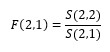 F(2,1) = S(2,2) / S(2,1)